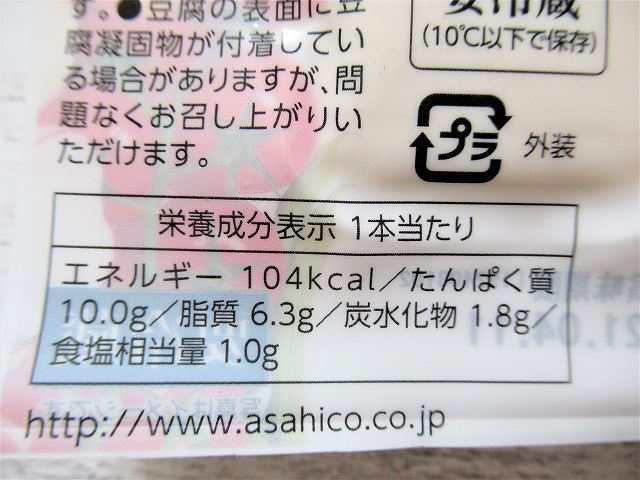 す。●豆腐の表面に豆
腐凝固物が付着してい
る場合がありますが、問
題なくお召し上がりい
ただけます。
要冷蔵
(10℃以下で保存)
プラ
外装
栄養成分表示 1本当たり
エネルギー 104kcal／たんぱく質
10.0g／脂質 6.3g／炭水化物 1.8g／
食塩相当量 1.0g
http://www.asahico.co.jp